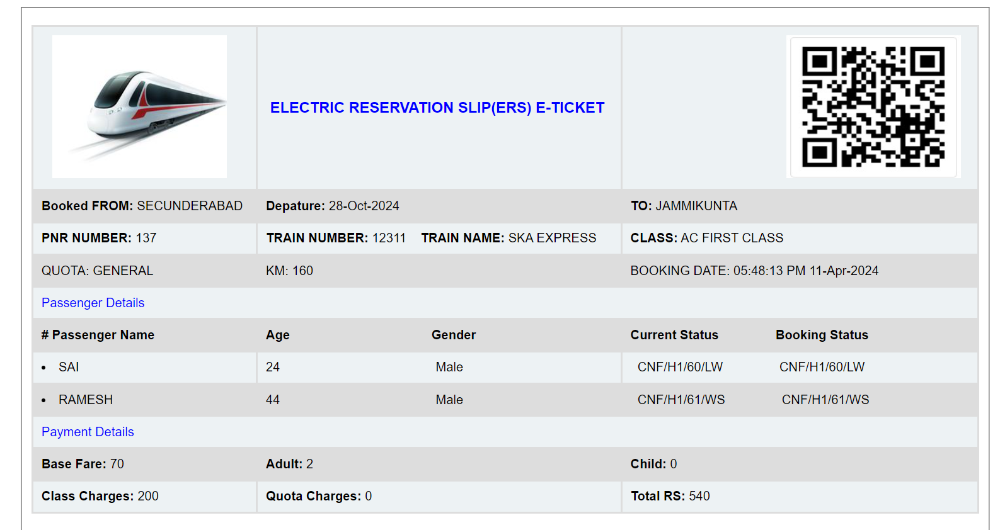 ELECTRIC RESERVATION SLIP(ERS) E-TICKET
Booked FROM: SECUNDERABAD Depature: 28-Oct-2024 TO: JAMMIKUNTA
PNR NUMBER: 137 TRAIN NUMBER: 12311 TRAIN NAME: SKA EXPRESS CLASS: AC FIRST CLASS
QUOTA: GENERAL KM: 160 BOOKING DATE: 05:48:13 PM 11-Apr-2024
Passenger Details
# Passenger Name Age Gender Current Status Booking Status
• SAI 24 Male CNF/H1/60/LW CNF/H1/60/LW
• RAMESH 44 Male CNF/H1/61/WS CNF/H1/61/WS
Payment Details
Base Fare: 70 Adult: 2 Child: 0
Class Charges: 200 Quota Charges: 0 Total RS: 540